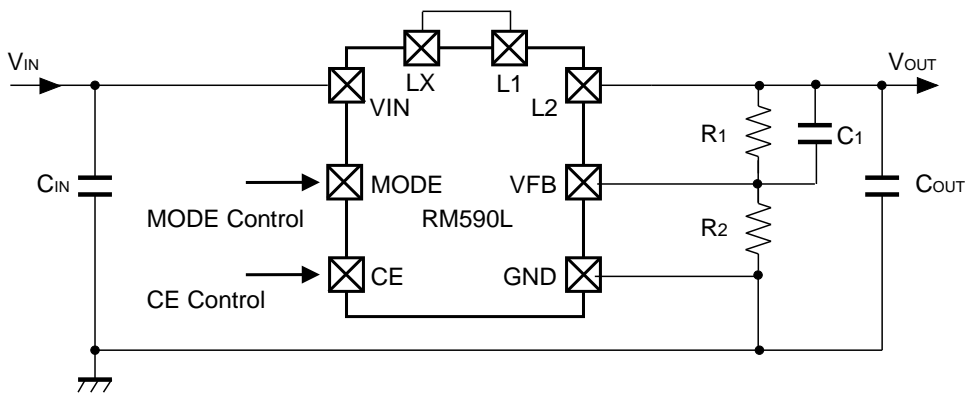 VIN
LX
L1
VOUT
VIN
L2
R1
C1
CIN
MODE
VFB
COUT
MODE Control
RM590L
R2
CE
GND
CE Control